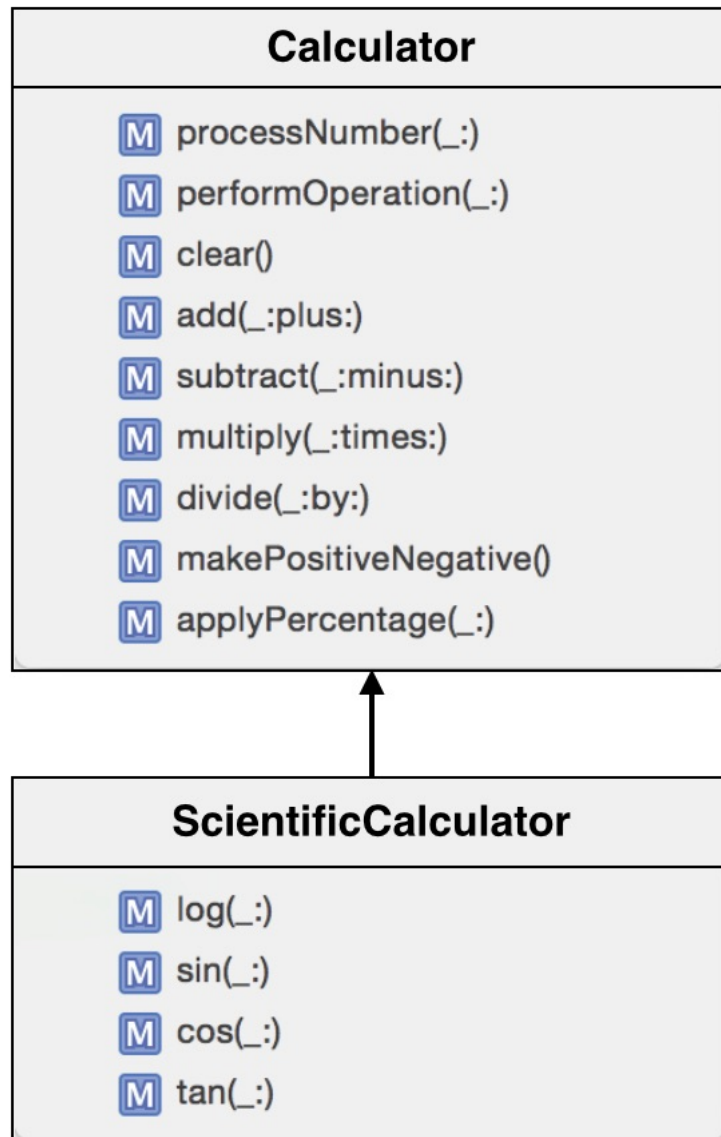 Calculator
M processNumber(_:)
M performOperation(_:)
M clear()
M add(_:plus:)
M subtract(_:minus:)
M multiply(_:times:)
M divide(_:by:)
M makePositiveNegative()
M applyPercentage(_:)
ScientificCalculator
M log(_:)
M sin(_:)
M cos(_:)
M tan(_:)